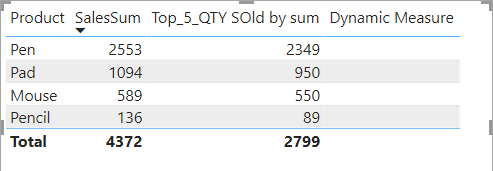 Product SalesSum Top_5_QTY SOld by sum Dynamic Measure
Pen 2553 2349
Pad 1094 950
Mouse 589 550
Pencil 136 89
Total 4372 2799